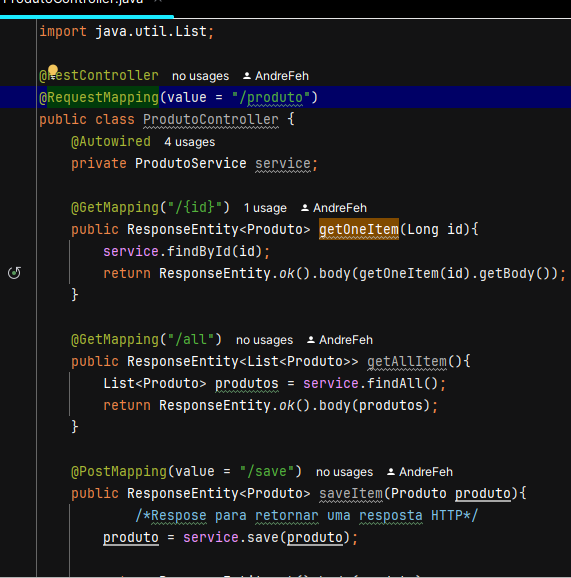 ProdutoController.java
import java.util.List;
@RestController no usages AndreFeh
@RequestMapping(value = "/produto")
public class ProdutoController {
@Autowired 4 usages
private ProdutoService service;
@GetMapping("/{id}") 1 usage AndreFeh
public ResponseEntity<Produto> getOneItem(Long id){
service.findById(id);
return ResponseEntity.ok().body(getOneItem(id).getBody());
}
@GetMapping("/all") no usages AndreFeh
public ResponseEntity<List<Produto>> getAllItem(){
List<Produto> produtos = service.findAll();
return ResponseEntity.ok().body(produtos);
}
@PostMapping(value = "/save") no usages AndreFeh
public ResponseEntity<Produto> saveItem(Produto produto){
/*Respose para retornar uma resposta HTTP*/
produto = service.save(produto);